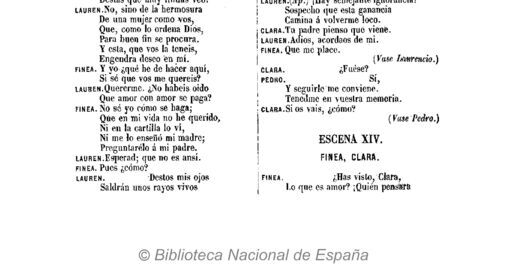 Destas que muy lindas veo.
LAUREN.No, sino de la hermosura
De una mujer como vos,
Que, como lo ordena Dios,
Para buen fin se procura.
Y esta, que vos la teneis,
Engendra deseo en mí.
FINEA. Y yo ¿qué he de hacer aquí,
Si sé que vos me quereis?
LAUREN.Quererme. ¿No habeis oido
Que amor con amor se paga?
FINEA. No sé yo cómo se haga;
Que en mi vida no he querido,
Ni en la cartilla lo ví,
Ni me lo enseñó mi madre;
Preguntarélo á mi padre.
LAUREN.Esperad; que no es ansí.
FINEA. Pues ¿cómo?
LAUREN. Destos mis ojos
Saldrán unos rayos vivos
LAUREN.(Ap.) ¡Hay semejante ignorancia!
Sospecho que esta ganancia
Camina á volverme loco.
CLARA.Tu padre pienso que viene.
LAUREN.Adios, acordaos de mí.
FINEA. Que me place.
(Vase Laurencio.)
CLARA. ¿Fuése?
PEDRO. Sí,
Y seguirle me conviene.
Tenedme en vuestra memoria.
CLARA.Si os vais, ¿cómo?
(Vase Pedro.)
ESCENA XIV.
FINEA, CLARA.
FINEA. ¿Has visto, Clara,
Lo que es amor? ¡Quién pensara
© Biblioteca Nacional de España